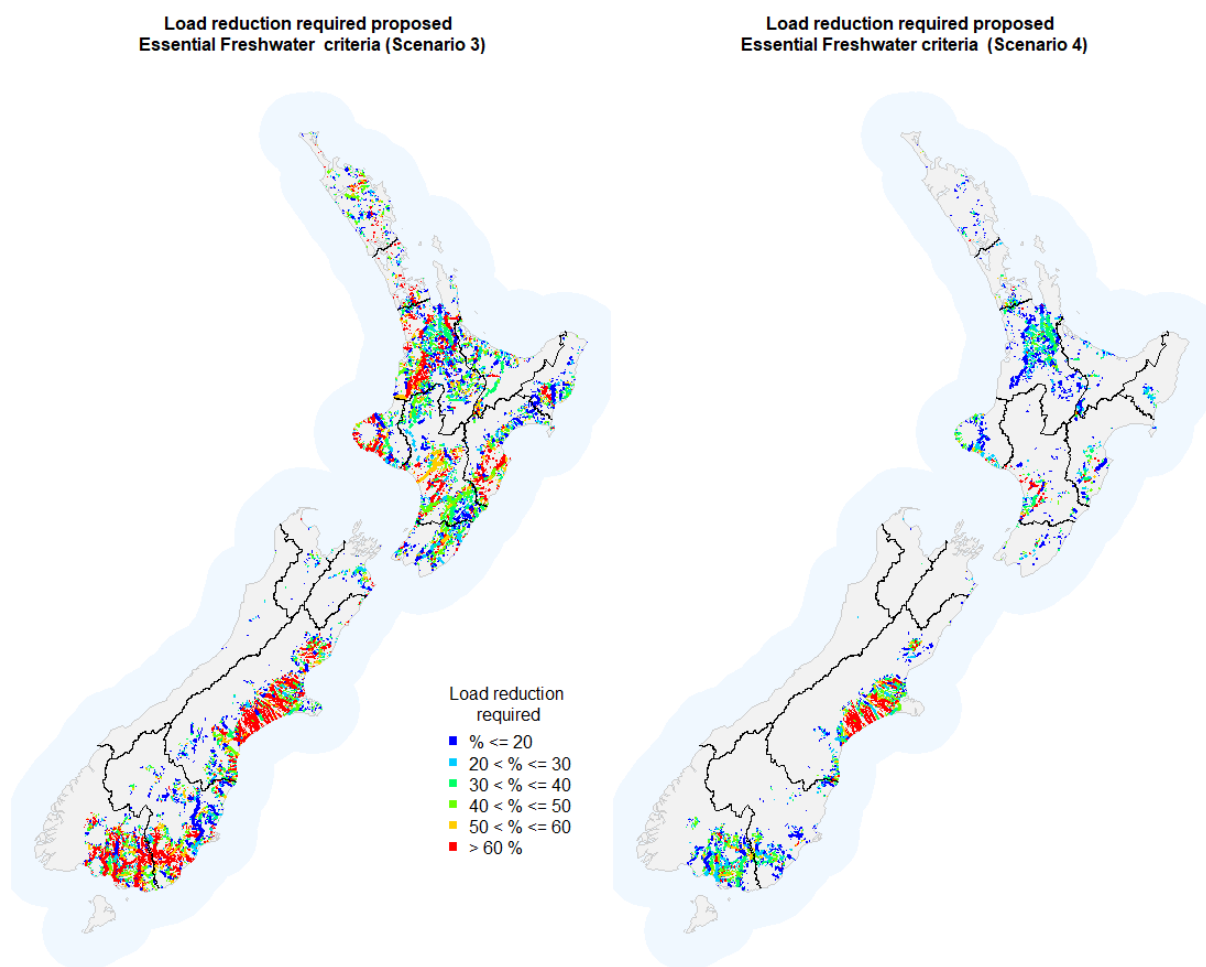 Load reduction required proposed
Essential Freshwater criteria (Scenario 3)
Load reduction required proposed
Essential Freshwater criteria (Scenario 4)
Load reduction
required
% <= 20
20 < % <= 30
30 < % <= 40
40 < % <= 50
50 < % <= 60
> 60 %